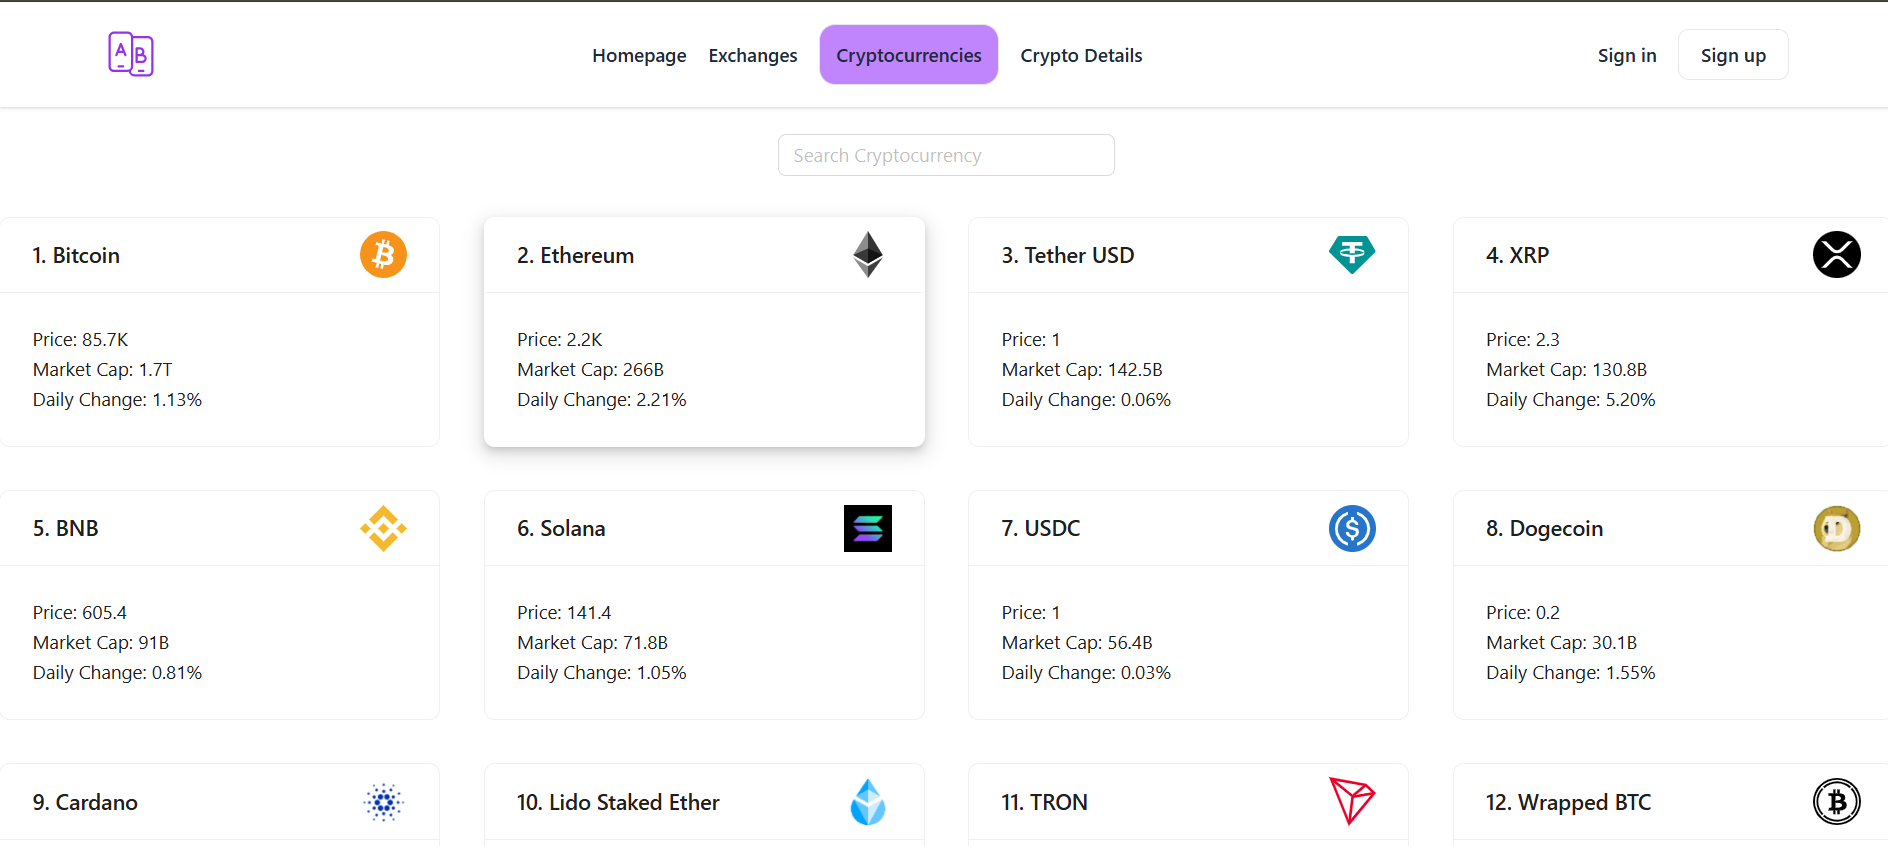 A B
Homepage Exchanges Cryptocurrencies Crypto Details Sign in Sign up
Search Cryptocurrency
1. Bitcoin
Price: 85.7K
Market Cap: 1.7T
Daily Change: 1.13%
2. Ethereum
Price: 2.2K
Market Cap: 266B
Daily Change: 2.21%
3. Tether USD
Price: 1
Market Cap: 142.5B
Daily Change: 0.06%
4. XRP
Price: 2.3
Market Cap: 130.8B
Daily Change: 5.20%
5. BNB
Price: 605.4
Market Cap: 91B
Daily Change: 0.81%
6. Solana
Price: 141.4
Market Cap: 71.8B
Daily Change: 1.05%
7. USDC
Price: 1
Market Cap: 56.4B
Daily Change: 0.03%
8. Dogecoin
Price: 0.2
Market Cap: 30.1B
Daily Change: 1.55%
9. Cardano
10. Lido Staked Ether
11. TRON
12. Wrapped BTC